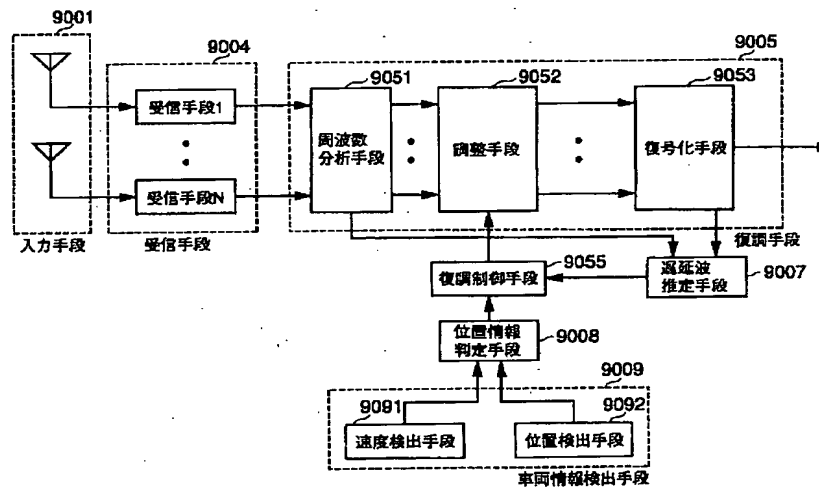 9001
9004
9005
9051
9052
9053
受信手段1
周波数
分析手段
調整手段
復号化手段
受信手段N
入力手段
受信手段
復調手段
9055
復調制御手段
遅延波
推定手段
9007
位置情報
判定手段
9008
9009
9091
9092
速度検出手段
位置検出手段
車両情報検出手段